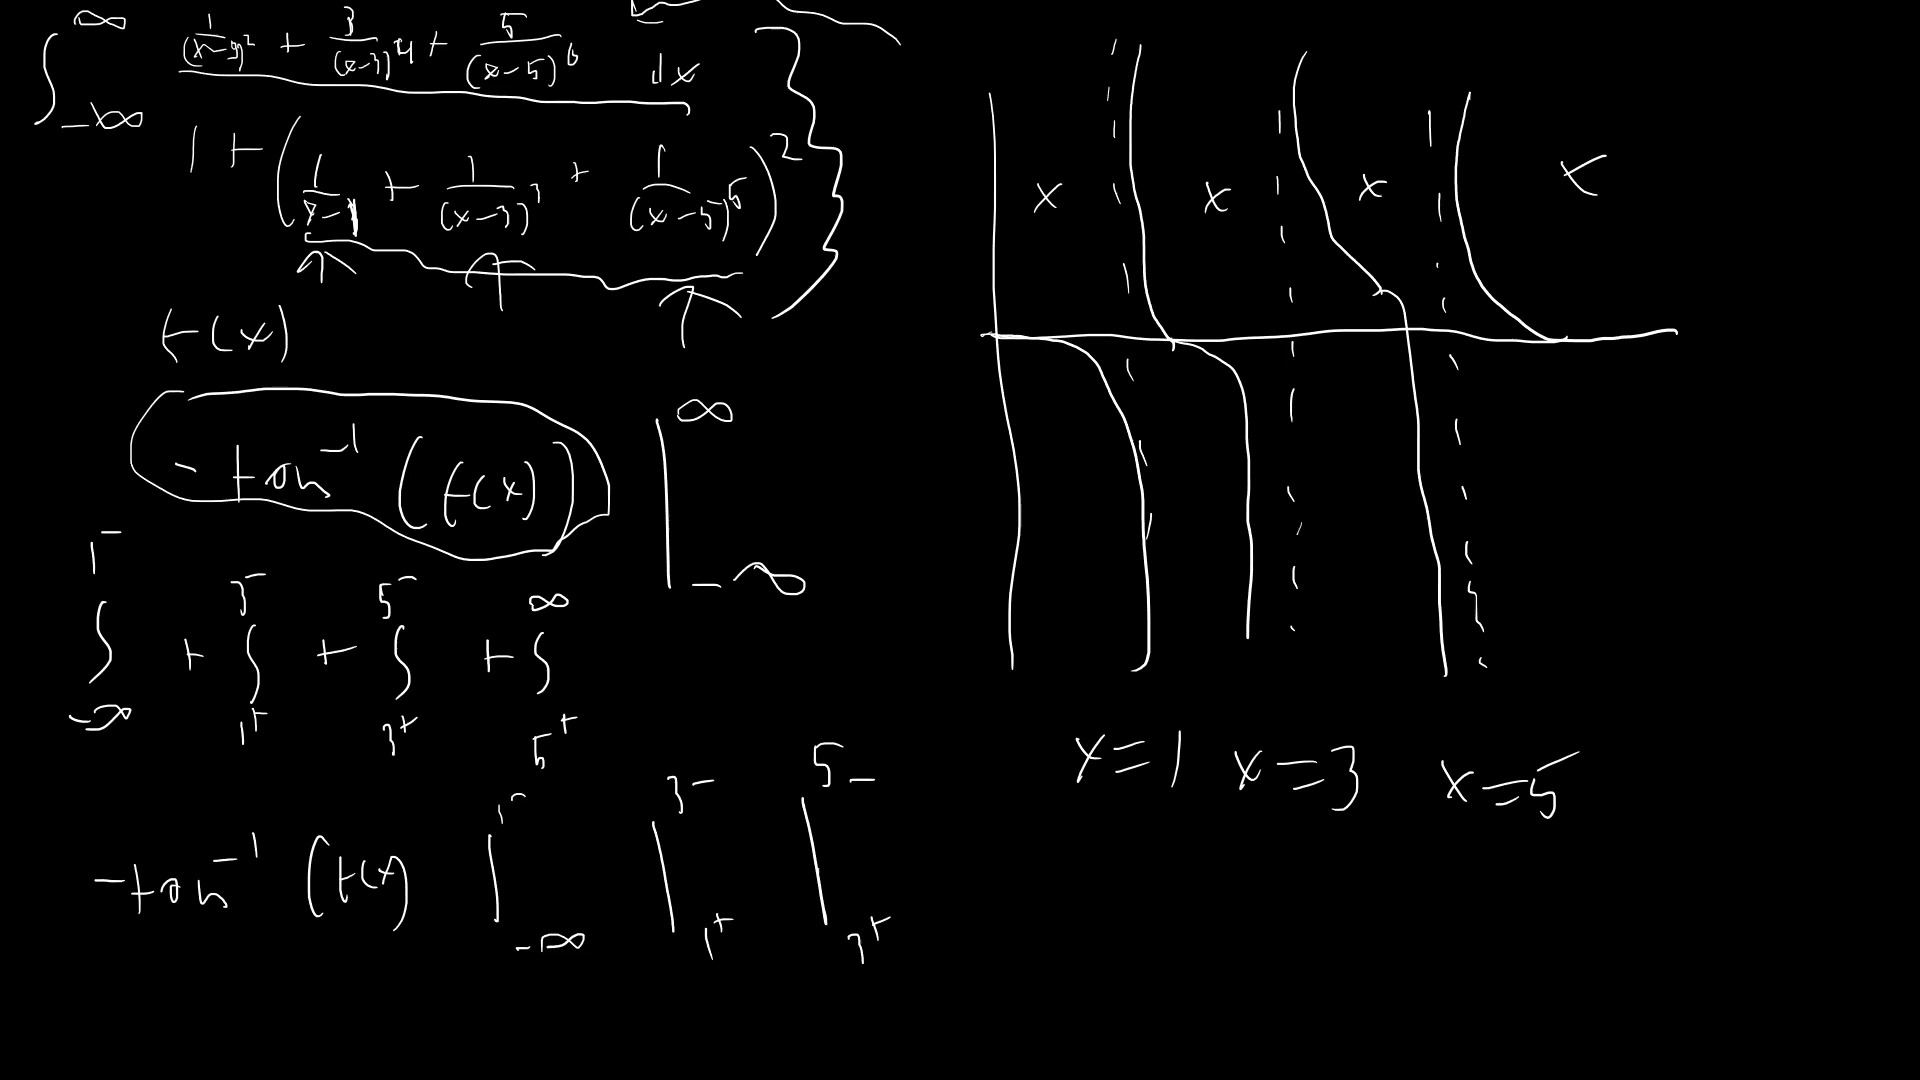 ∫_{-∞}^{∞} (1/(x-9)² + 3/(x-3)⁴ + 5/(x-5)⁶) dx
1 + (1/(x-1) + 1/(x-3)³ + 1/(x-5)⁵)²
f(x)
-tan⁻¹(f(x)) |_{-∞}^{∞}
∫_{-∞}^{1⁻} + ∫_{1⁺}^{3⁻} + ∫_{3⁺}^{5⁻} + ∫_{5⁺}^{∞}
-tan⁻¹(f(x) |_{-∞}^{1⁻} |_{1⁺}^{3⁻} |_{3⁺}^{5-}
x x x x
x=1 x=3 x=5